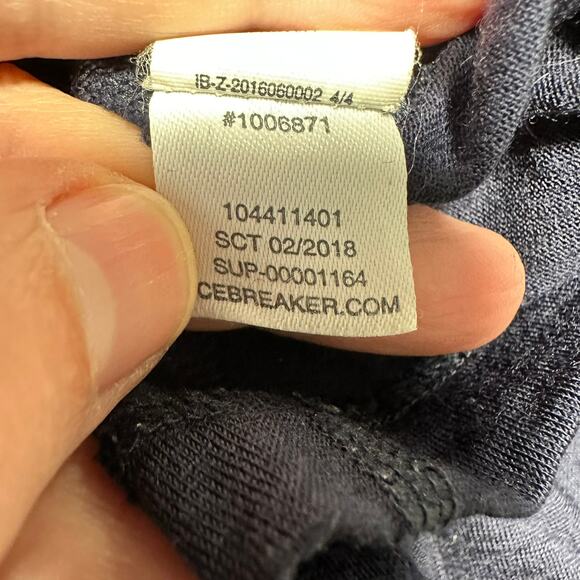 IB-Z-2016060002 4/4
#1006871
104411401
SCT 02/2018
SUP-00001164
CEBREAKER.COM